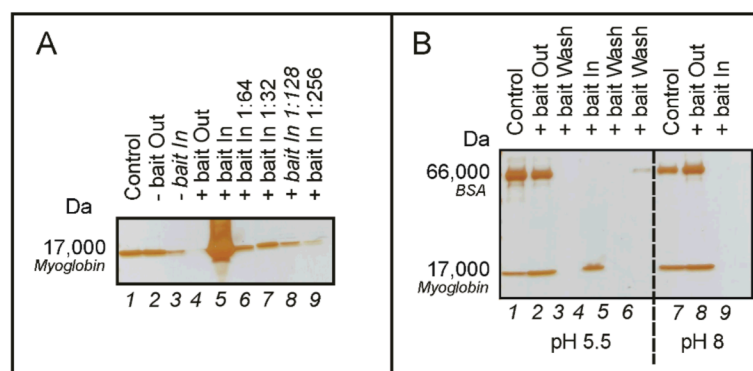 A
Control
- bait Out
- bait In
+ bait Out
+ bait In
+ bait In 1:64
+ bait In 1:32
+ bait In 1:128
+ bait In 1:256
Da
17,000
Myoglobin
1 2 3 4 5 6 7 8 9
B
Control
+ bait Out
+ bait Wash
+ bait In
+ bait Wash
+ bait Wash
Control
+ bait Out
+ bait In
Da
66,000
BSA
17,000
Myoglobin
1 2 3 4 5 6 7 8 9
pH 5.5 pH 8